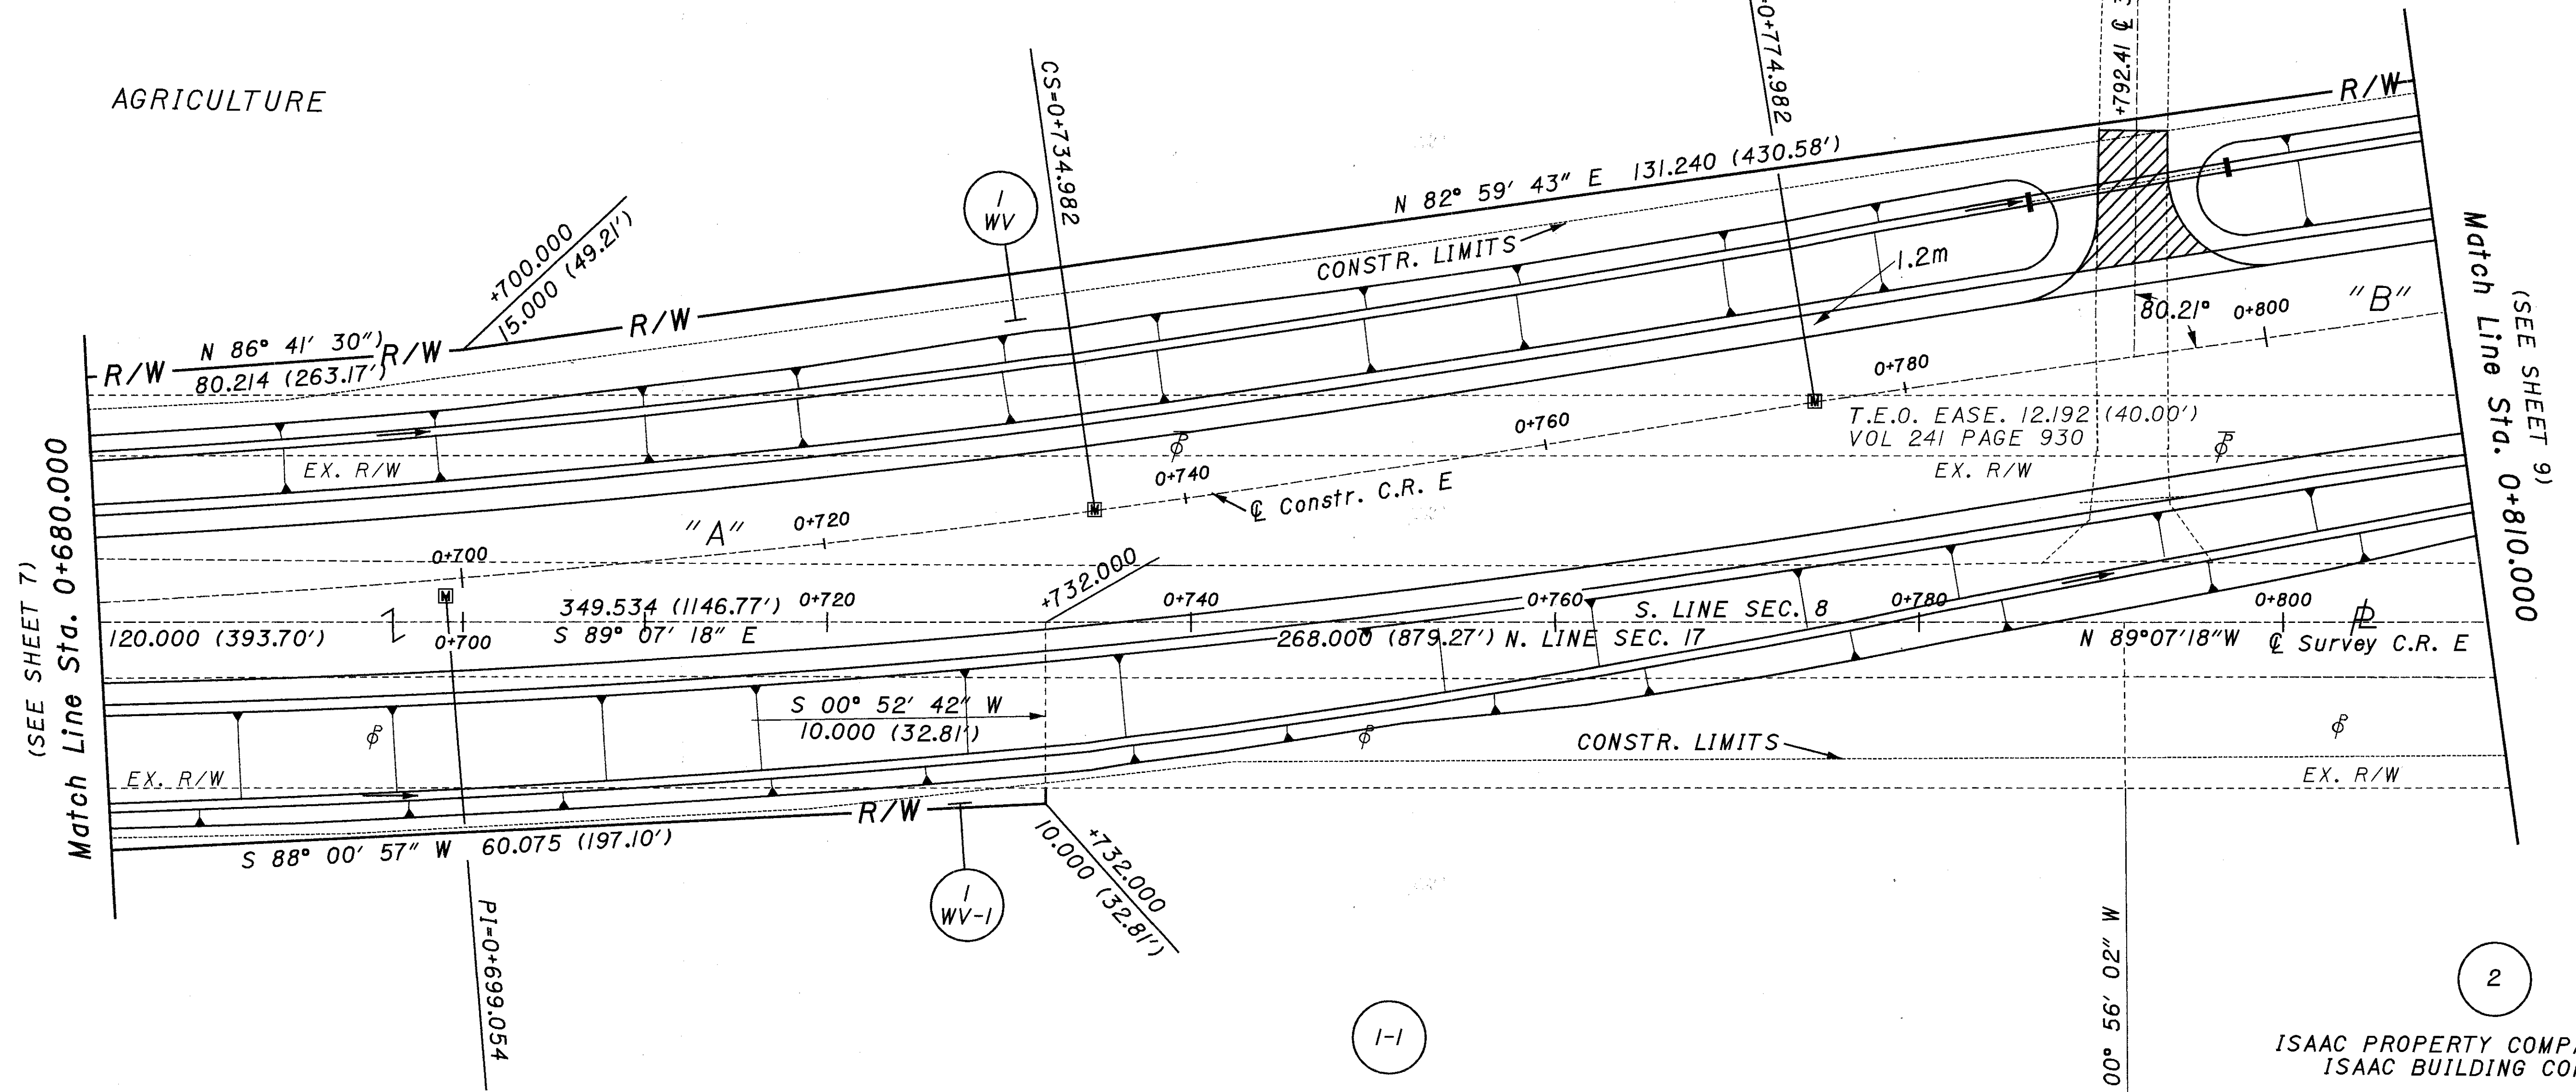 AGRICULTURE
+700.000
15.000 (49.21')
1
WV
CS=0+734.982
=0+774.982
+792.41 ℄
R/W
N 82° 59' 43" E 131.240 (430.58')
CONSTR. LIMITS
1.2m
R/W
R/W
N 86° 41' 30"
80.214 (263.17')
R/W
80.21°
0+800
"B"
Match Line Sta. 0+810.000
(SEE SHEET 9)
(SEE SHEET 7)
Match Line Sta. 0+680.000
EX. R/W
0+780
T.E.O. EASE. 12.192 (40.00')
VOL 241 PAGE 930
EX. R/W
0+760
0+740
℄ Constr. C.R. E
"A"
0+720
0+700
M
M
M
+732.000
120.000 (393.70')
0+700
349.534 (1146.77')
S 89° 07' 18" E
0+720
0+740
0+760
S. LINE SEC. 8
268.000 (879.27') N. LINE SEC. 17
0+780
0+800
N 89°07'18"W
℄ Survey C.R. E
S 00° 52' 42" W
10.000 (32.81')
CONSTR. LIMITS
EX. R/W
EX. R/W
R/W
S 88° 00' 57" W 60.075 (197.10')
+732.000
10.000 (32.81')
1
WV-1
PI=0+699.054
1-1
00° 56' 02" W
2
ISAAC PROPERTY
ISAAC BUILDING